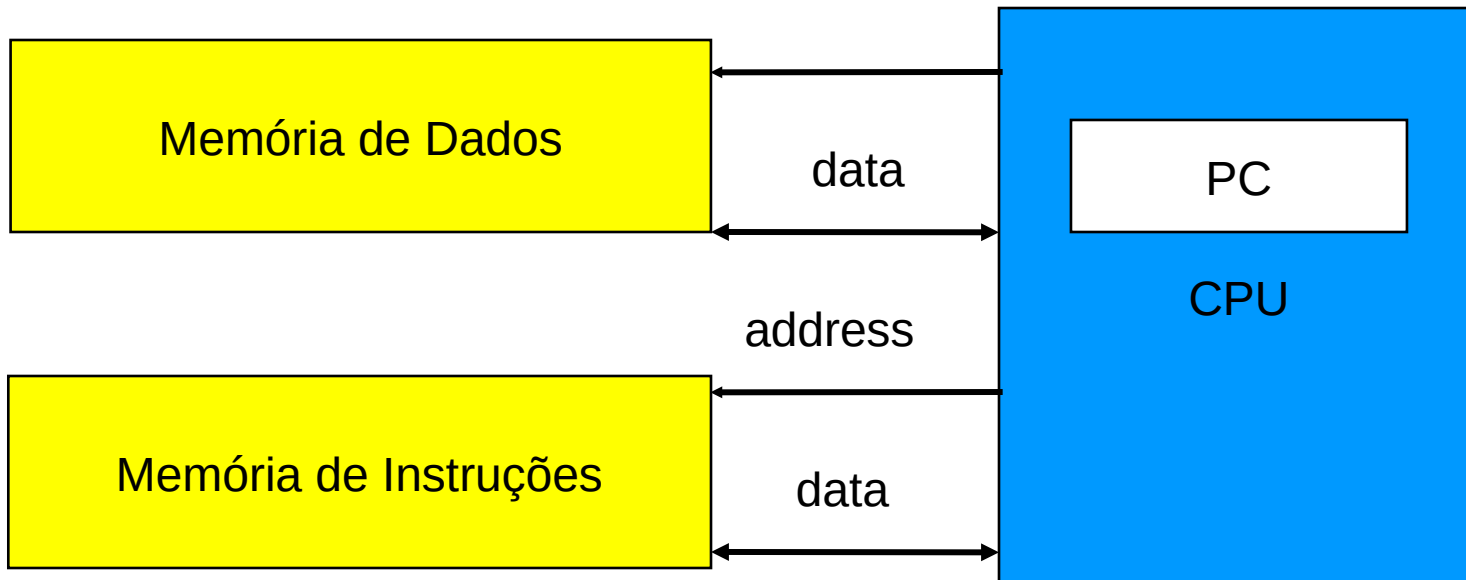 Memória de Dados
data
PC
CPU
address
Memória de Instruções
data